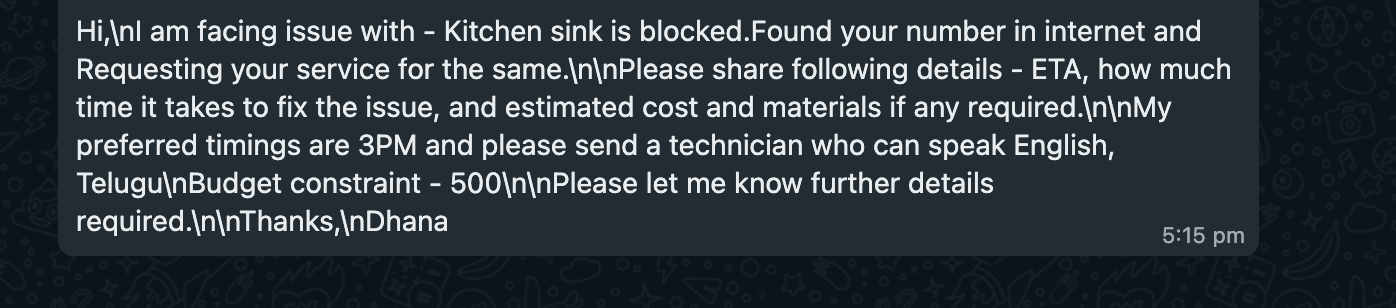 Hi,\nI am facing issue with - Kitchen sink is blocked.Found your number in internet and
Requesting your service for the same.\n\nPlease share following details - ETA, how much
time it takes to fix the issue, and estimated cost and materials if any required.\n\nMy
preferred timings are 3PM and please send a technician who can speak English,
Telugu\nBudget constraint - 500\n\nPlease let me know further details
required.\n\nThanks,\nDhana
5:15 pm